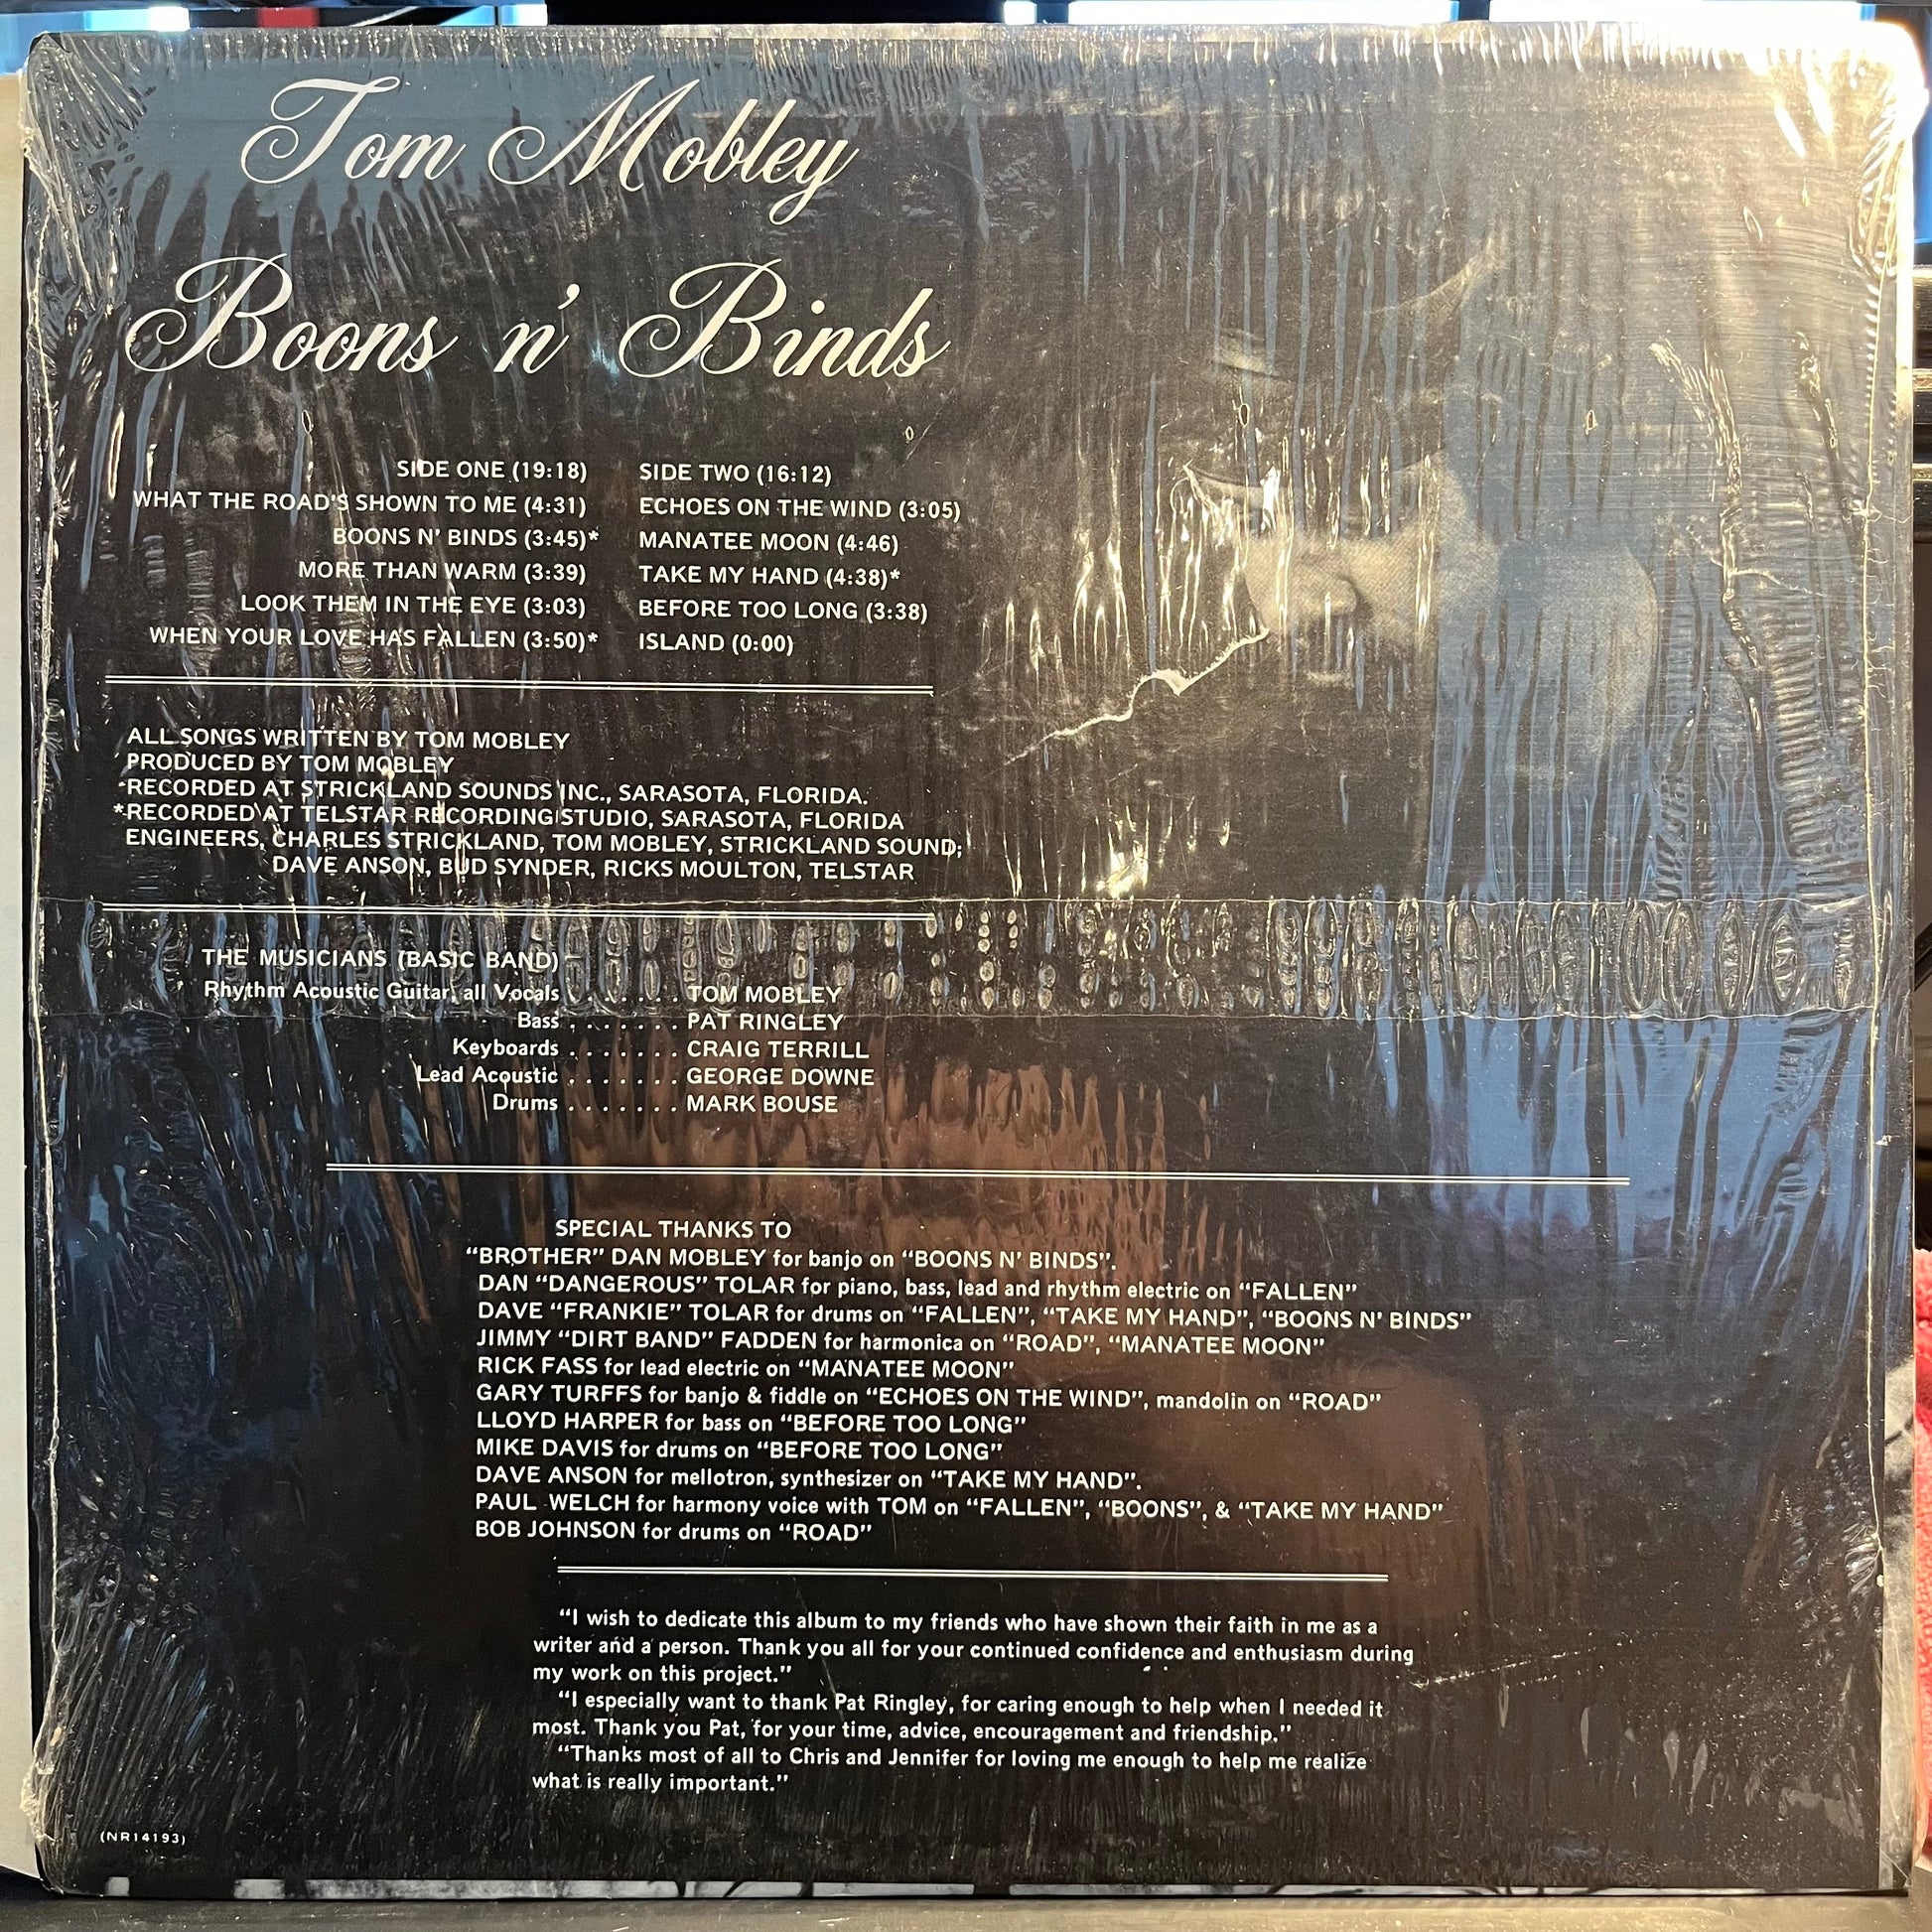 Tom Mobley
Boons n' Binds
SIDE ONE (19:18)
WHAT THE ROAD'S SHOWN TO ME (4:31)
BOONS N' BINDS (3:45)*
MORE THAN WARM (3:39)
LOOK THEM IN THE EYE (3:03)
WHEN YOUR LOVE HAS FALLEN (3:50)*
SIDE TWO (16:12)
ECHOES ON THE WIND (3:05)
MANATEE MOON (4:46)
TAKE MY HAND (4:38)*
BEFORE TOO LONG (3:38)
ISLAND (0:00)
ALL SONGS WRITTEN BY TOM MOBLEY
PRODUCED BY TOM MOBLEY
-RECORDED AT STRICKLAND SOUNDS INC., SARASOTA, FLORIDA.
*RECORDED AT TELSTAR RECORDING STUDIO, SARASOTA, FLORIDA
ENGINEERS, CHARLES STRICKLAND, TOM MOBLEY, STRICKLAND SOUND;
DAVE ANSON, BUD SYNDER, RICKS MOULTON, TELSTAR
THE MUSICIANS (BASIC BAND)
Rhythm Acoustic Guitar, all Vocals . . . . . . . TOM MOBLEY
Bass . . . . . . . PAT RINGLEY
Keyboards . . . . . . . CRAIG TERRILL
Lead Acoustic . . . . . . . GEORGE DOWNE
Drums . . . . . . . MARK BOUSE
SPECIAL THANKS TO
“BROTHER” DAN MOBLEY for banjo on “BOONS N' BINDS”.
DAN “DANGEROUS” TOLAR for piano, bass, lead and rhythm electric on “FALLEN”
DAVE “FRANKIE” TOLAR for drums on “FALLEN”, “TAKE MY HAND”, “BOONS N' BINDS”
JIMMY “DIRT BAND” FADDEN for harmonica on “ROAD”, “MANATEE MOON”
RICK FASS for lead electric on “MANATEE MOON”
GARY TURFFS for banjo & fiddle on “ECHOES ON THE WIND”, mandolin on “ROAD”
LLOYD HARPER for bass on “BEFORE TOO LONG”
MIKE DAVIS for drums on “BEFORE TOO LONG”
DAVE ANSON for mellotron, synthesizer on “TAKE MY HAND”.
PAUL WELCH for harmony voice with TOM on “FALLEN”, “BOONS”, & “TAKE MY HAND”
BOB JOHNSON for drums on “ROAD”
“I wish to dedicate this album to my friends who have shown their faith in me as a
writer and a person. Thank you all for your continued confidence and enthusiasm during
my work on this project.”
“I especially want to thank Pat Ringley, for caring enough to help when I needed it
most. Thank you Pat, for your time, advice, encouragement and friendship.”
“Thanks most of all to Chris and Jennifer for loving me enough to help me realize
what is really important.”
(NR14193)